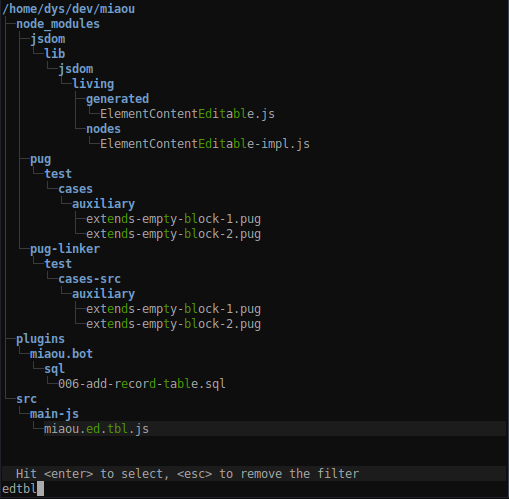 /home/dys/dev/miaou
├─node_modules
│ ├─jsdom
│ │ └─lib
│ │   └─jsdom
│ │     └─living
│ │       ├─generated
│ │       │ └─ElementContentEditable.js
│ │       └─nodes
│ │         └─ElementContentEditable-impl.js
│ ├─pug
│ │ └─test
│ │   └─cases
│ │     └─auxiliary
│ │       ├─extends-empty-block-1.pug
│ │       └─extends-empty-block-2.pug
│ └─pug-linker
│   └─test
│     └─cases-src
│       └─auxiliary
│         ├─extends-empty-block-1.pug
│         └─extends-empty-block-2.pug
├─plugins
│ └─miaou.bot
│   └─sql
│     └─006-add-record-table.sql
└─src
  └─main-js
    └─miaou.ed.tbl.js
Hit <enter> to select, <esc> to remove the filter
edtbl